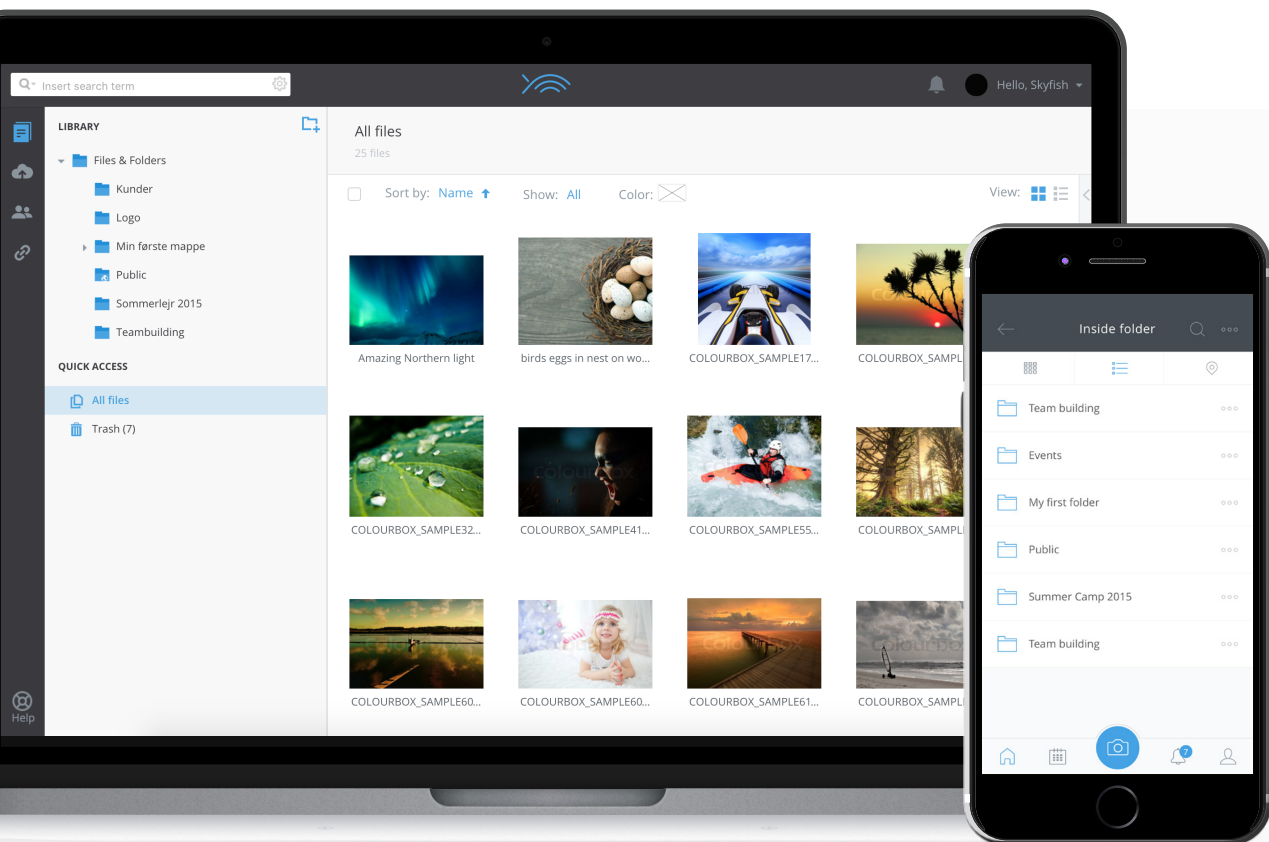 Insert search term
Hello, Skyfish
LIBRARY
Files & Folders
Kunder
Logo
Min første mappe
Public
Sommerlejr 2015
Teambuilding
QUICK ACCESS
All files
Trash (7)
Help
All files
25 files
Sort by: Name
Show: All
Color:
View:
Amazing Northern light
birds eggs in nest on wo...
COLOURBOX_SAMPLE17...
COLOURBOX_SAMPL
COLOURBOX_SAMPLE32...
COLOURBOX_SAMPLE41...
COLOURBOX_SAMPLE55...
COLOURBOX_SAMPL
COLOURBOX_SAMPLE60...
COLOURBOX_SAMPLE60...
COLOURBOX_SAMPLE61...
COLOURBOX_SAMPL
Inside folder
Team building
Events
My first folder
Public
Summer Camp 2015
Team building
7